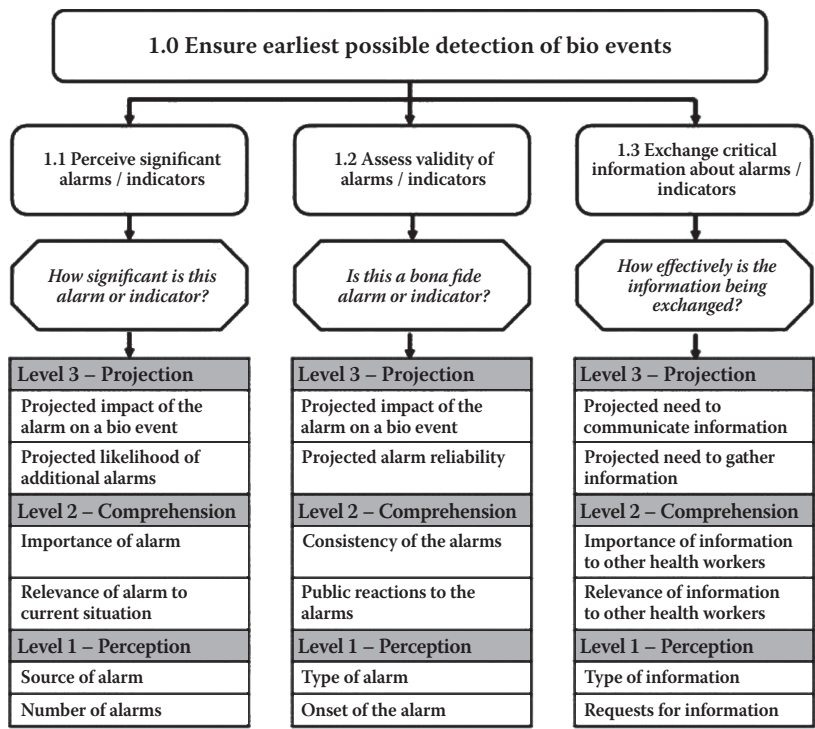 1.0 Ensure earliest possible detection of bio events
1.1 Perceive significant
alarms / indicators
1.2 Assess validity of
alarms / indicators
1.3 Exchange critical
information about alarms /
indicators
How significant is this
alarm or indicator?
Is this a bona fide
alarm or indicator?
How effectively is the
information being
exchanged?
Level 3 – Projection
Projected impact of the
alarm on a bio event
Projected likelihood of
additional alarms
Level 2 – Comprehension
Importance of alarm
Relevance of alarm to
current situation
Level 1 – Perception
Source of alarm
Number of alarms
Level 3 – Projection
Projected impact of the
alarm on a bio event
Projected alarm reliability
Level 2 – Comprehension
Consistency of the alarms
Public reactions to the
alarms
Level 1 – Perception
Type of alarm
Onset of the alarm
Level 3 – Projection
Projected need to
communicate information
Projected need to gather
information
Level 2 – Comprehension
Importance of information
to other health workers
Relevance of information
to other health workers
Level 1 – Perception
Type of information
Requests for information